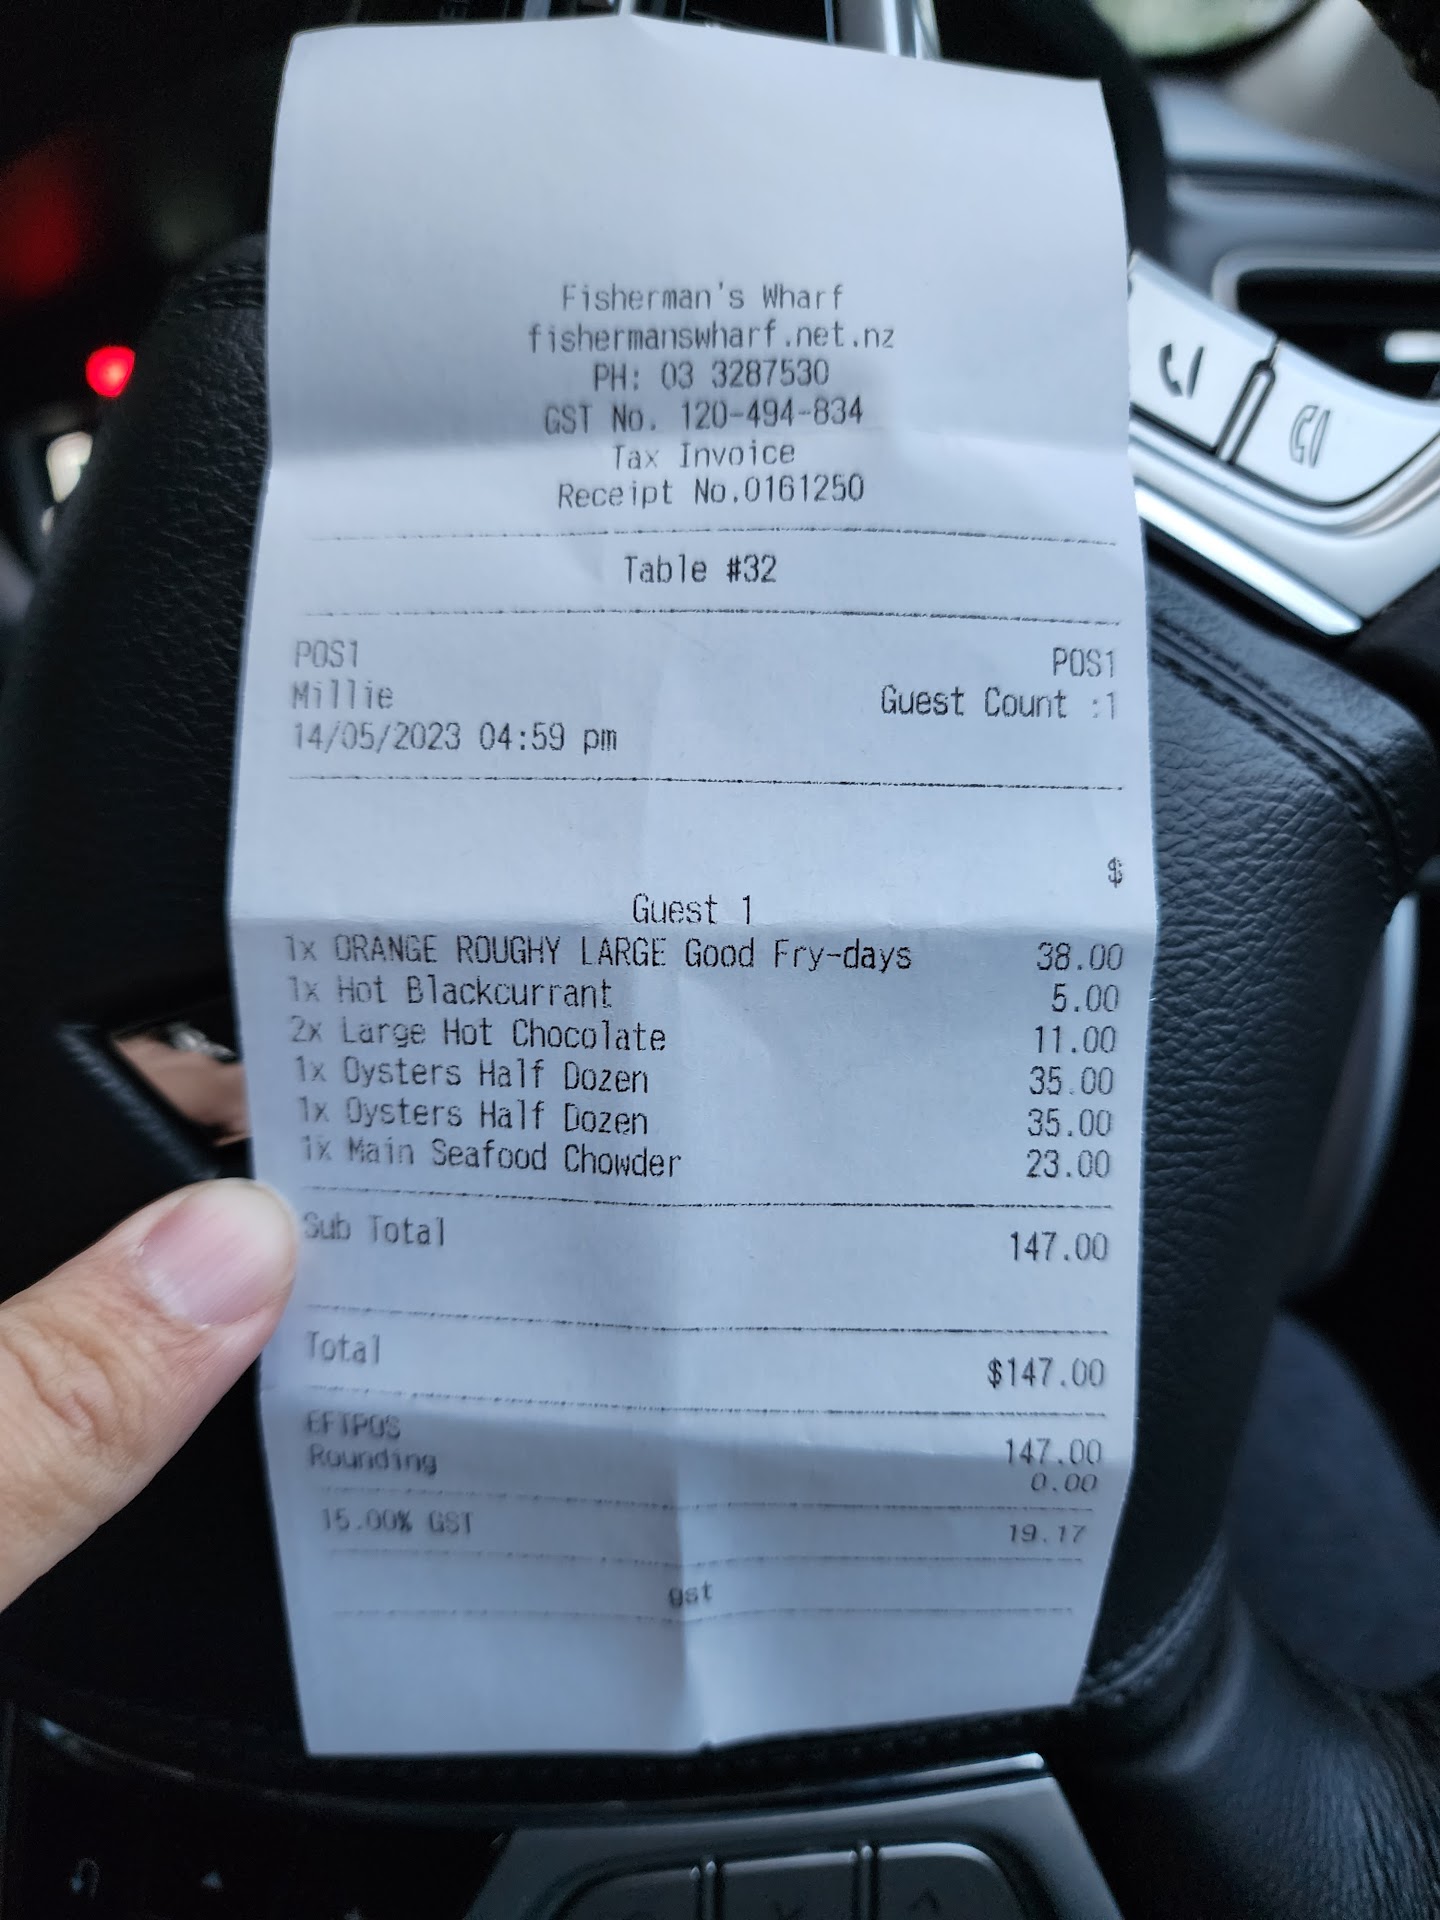 Fisherman's Wharf
fishermanswharf.net.nz
PH: 03 3287530
GST No. 120-494-834
Tax Invoice
Receipt No.0161250
Table #32
POS1 POS1
Millie Guest Count :1
14/05/2023 04:59 pm
$
Guest 1
1x ORANGE ROUGHY LARGE Good Fry-days 38.00
1x Hot Blackcurrant 5.00
2x Large Hot Chocolate 11.00
1x Oysters Half Dozen 35.00
1x Oysters Half Dozen 35.00
1x Main Seafood Chowder 23.00
Sub Total 147.00
Total $147.00
EFTPOS 147.00
Rounding 0.00
15.00% GST 19.17
gst